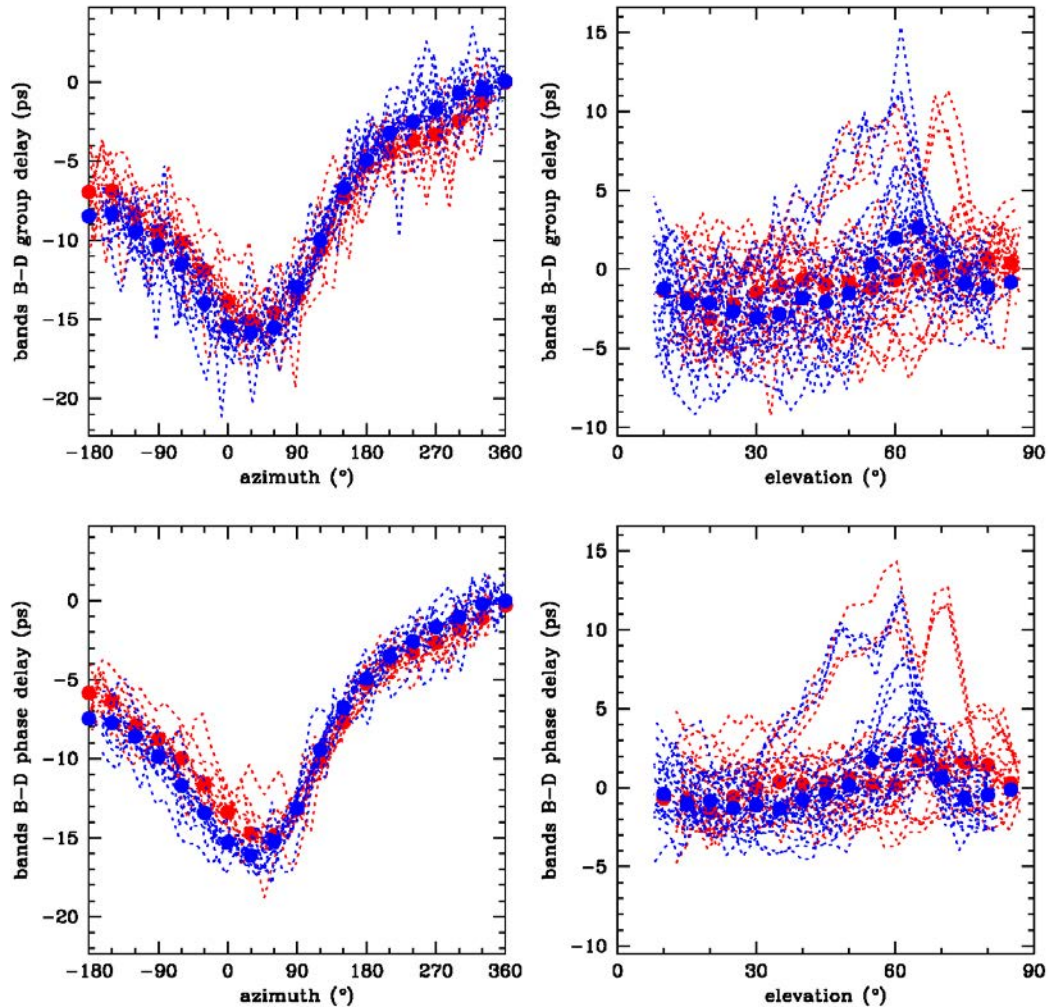 bands B-D group delay (ps)
0
-5
-10
-15
-20
-180 -90 0 90 180 270 360
azimuth (°)
bands B-D group delay (ps)
15
10
5
0
-5
-10
0 30 60 90
elevation (°)
bands B-D phase delay (ps)
0
-5
-10
-15
-20
-180 -90 0 90 180 270 360
azimuth (°)
bands B-D phase delay (ps)
15
10
5
0
-5
-10
0 30 60 90
elevation (°)